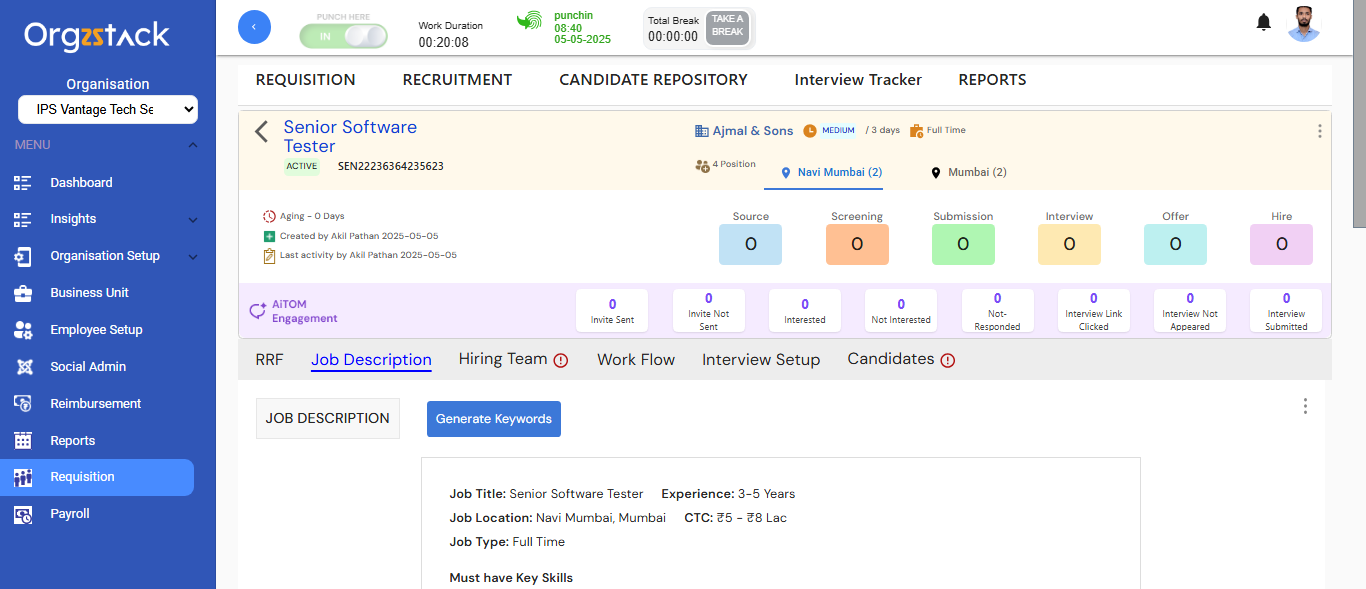 Orgzstack
Organisation
IPS Vantage Tech Se
MENU
Dashboard
Insights
Organisation Setup
Business Unit
Employee Setup
Social Admin
Reimbursement
Reports
Requisition
Payroll
PUNCH HERE
IN
Work Duration
00:20:08
punchin
08:40
05-05-2025
Total Break
00:00:00
TAKE A
BREAK
REQUISITION RECRUITMENT CANDIDATE REPOSITORY Interview Tracker REPORTS
Senior Software
Tester
ACTIVE SEN22236364235623
Ajmal & Sons MEDIUM / 3 days Full Time
4 Position Navi Mumbai (2) Mumbai (2)
Aging - 0 Days
Created by Akil Pathan 2025-05-05
Last activity by Akil Pathan 2025-05-05
Source Screening Submission Interview Offer Hire
0 0 0 0 0 0
AiTOM
Engagement
0
Invite Sent
0
Invite Not
Sent
0
Interested
0
Not Interested
0
Not-
Responded
0
Interview Link
Clicked
0
Interview Not
Appeared
0
Interview
Submitted
RRF Job Description Hiring Team Work Flow Interview Setup Candidates
JOB DESCRIPTION Generate Keywords
Job Title: Senior Software Tester Experience: 3-5 Years
Job Location: Navi Mumbai, Mumbai CTC: ₹5 - ₹8 Lac
Job Type: Full Time
Must have Key Skills